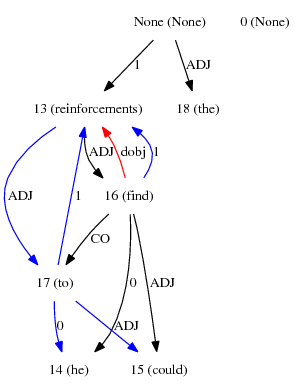 None (None) 0 (None)
1 ADJ
13 (reinforcements) 18 (the)
ADJ dobj 1
ADJ 1 16 (find)
CO
17 (to) 0 ADJ
0 ADJ
14 (he) 15 (could)